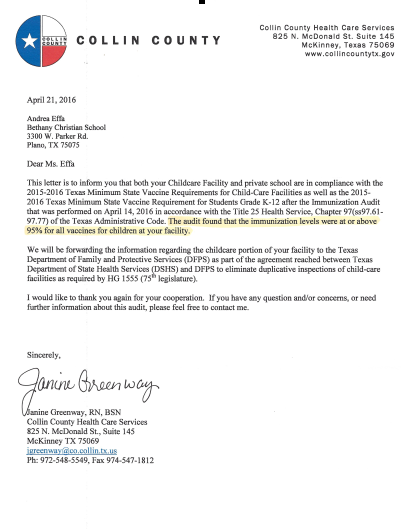 COLLIN COUNTY
COLLIN
COUNTY
Collin County Health Care Services
825 N. McDonald St. Suite 145
McKinney, Texas 75069
www.collincountytx.gov
April 21, 2016
Andrea Effa
Bethany Christian School
3300 W. Parker Rd.
Plano, TX 75075
Dear Ms. Effa
This letter is to inform you that both your Childcare Facility and private school are in compliance with the
2015-2016 Texas Minimum State Vaccine Requirements for Child-Care Facilities as well as the 2015-
2016 Texas Minimum State Vaccine Requirement for Students Grade K-12 after the Immunization Audit
that was performed on April 14, 2016 in accordance with the Title 25 Health Service, Chapter 97(ss97.61-
97.77) of the Texas Administrative Code. The audit found that the immunization levels were at or above
95% for all vaccines for children at your facility.
We will be forwarding the information regarding the childcare portion of your facility to the Texas
Department of Family and Protective Services (DFPS) as part of the agreement reached between Texas
Department of State Health Services (DSHS) and DFPS to eliminate duplicative inspections of child-care
facilities as required by HG 1555 (75th legislature).
I would like to thank you again for your cooperation. If you have any question and/or concerns, or need
further information about this audit, please feel free to contact me.
Sincerely,
Janine Greenway
Janine Greenway, RN, BSN
Collin County Health Care Services
825 N. McDonald St., Suite 145
McKinney TX 75069
jgreenway@co.collin.tx.us
Ph: 972-548-5549, Fax 974-547-1812